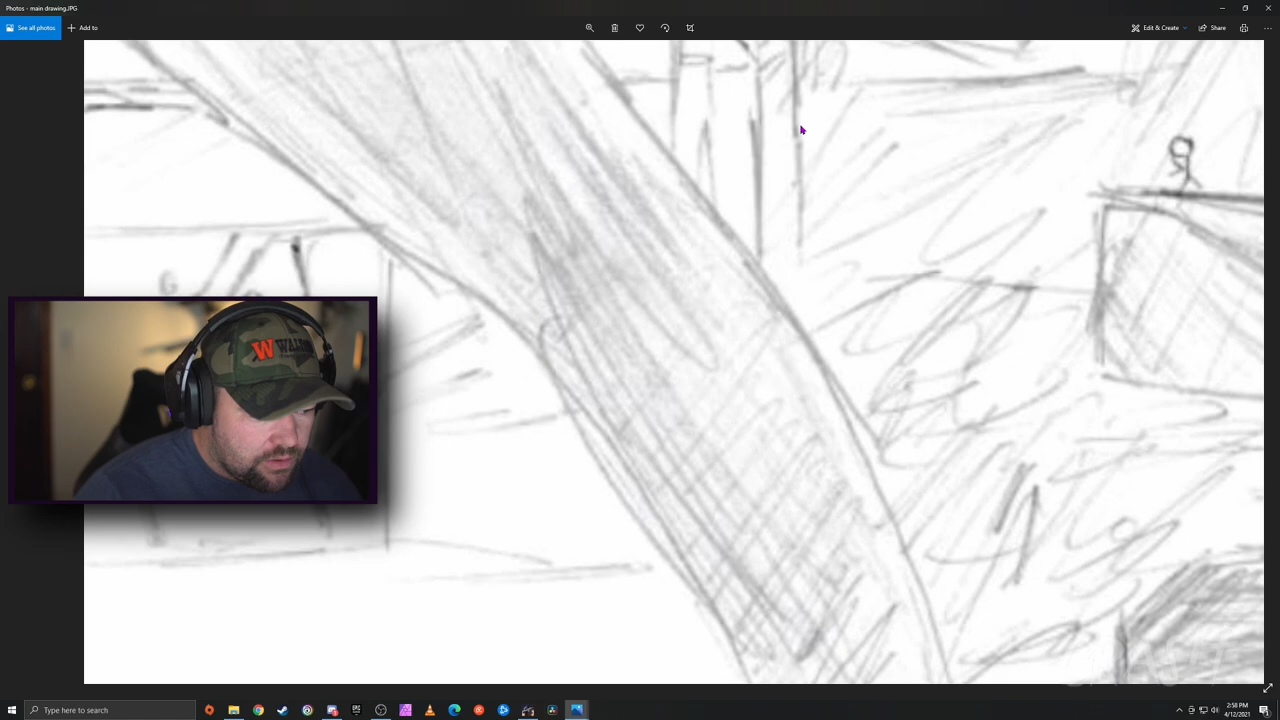 Photos - main drawing.JPG
See all photos
Add to
Edit & Create
Share
W WAL
Type here to search
2:58 PM
4/12/2021